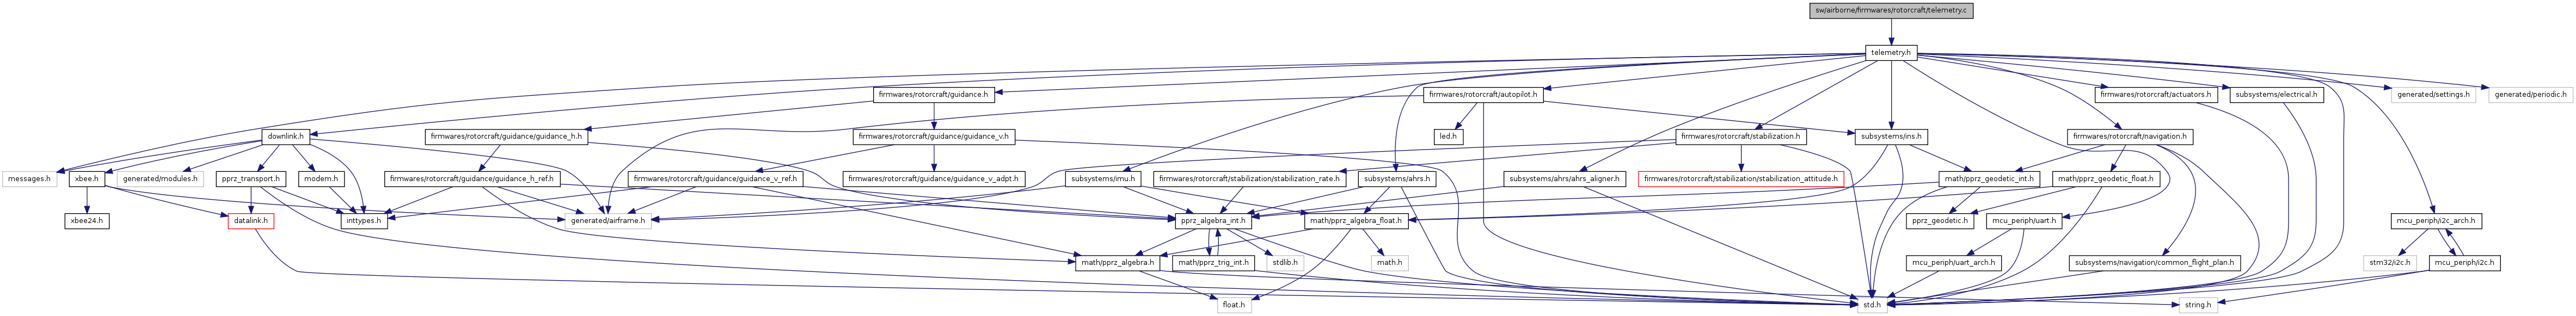 sw/airborne/firmwares/rotorcraft/telemetry.c
telemetry.h
firmwares/rotorcraft/guidance.h
firmwares/rotorcraft/autopilot.h
firmwares/rotorcraft/actuators.h
subsystems/electrical.h
generated/settings.h
generated/periodic.h
downlink.h
firmwares/rotorcraft/guidance/guidance_h.h
firmwares/rotorcraft/guidance/guidance_v.h
led.h
firmwares/rotorcraft/stabilization.h
subsystems/ins.h
firmwares/rotorcraft/navigation.h
messages.h
xbee.h
generated/modules.h
pprz_transport.h
modem.h
firmwares/rotorcraft/guidance/guidance_h_ref.h
firmwares/rotorcraft/guidance/guidance_v_ref.h
firmwares/rotorcraft/guidance/guidance_v_adpt.h
subsystems/imu.h
firmwares/rotorcraft/stabilization/stabilization_rate.h
subsystems/ahrs.h
subsystems/ahrs/ahrs_aligner.h
firmwares/rotorcraft/stabilization/stabilization_attitude.h
math/pprz_geodetic_int.h
math/pprz_geodetic_float.h
xbee24.h
datalink.h
inttypes.h
generated/airframe.h
pprz_algebra_int.h
math/pprz_algebra_float.h
pprz_geodetic.h
mcu_periph/uart.h
mcu_periph/i2c_arch.h
math/pprz_algebra.h
math/pprz_trig_int.h
stdlib.h
math.h
mcu_periph/uart_arch.h
subsystems/navigation/common_flight_plan.h
stm32/i2c.h
mcu_periph/i2c.h
float.h
std.h
string.h